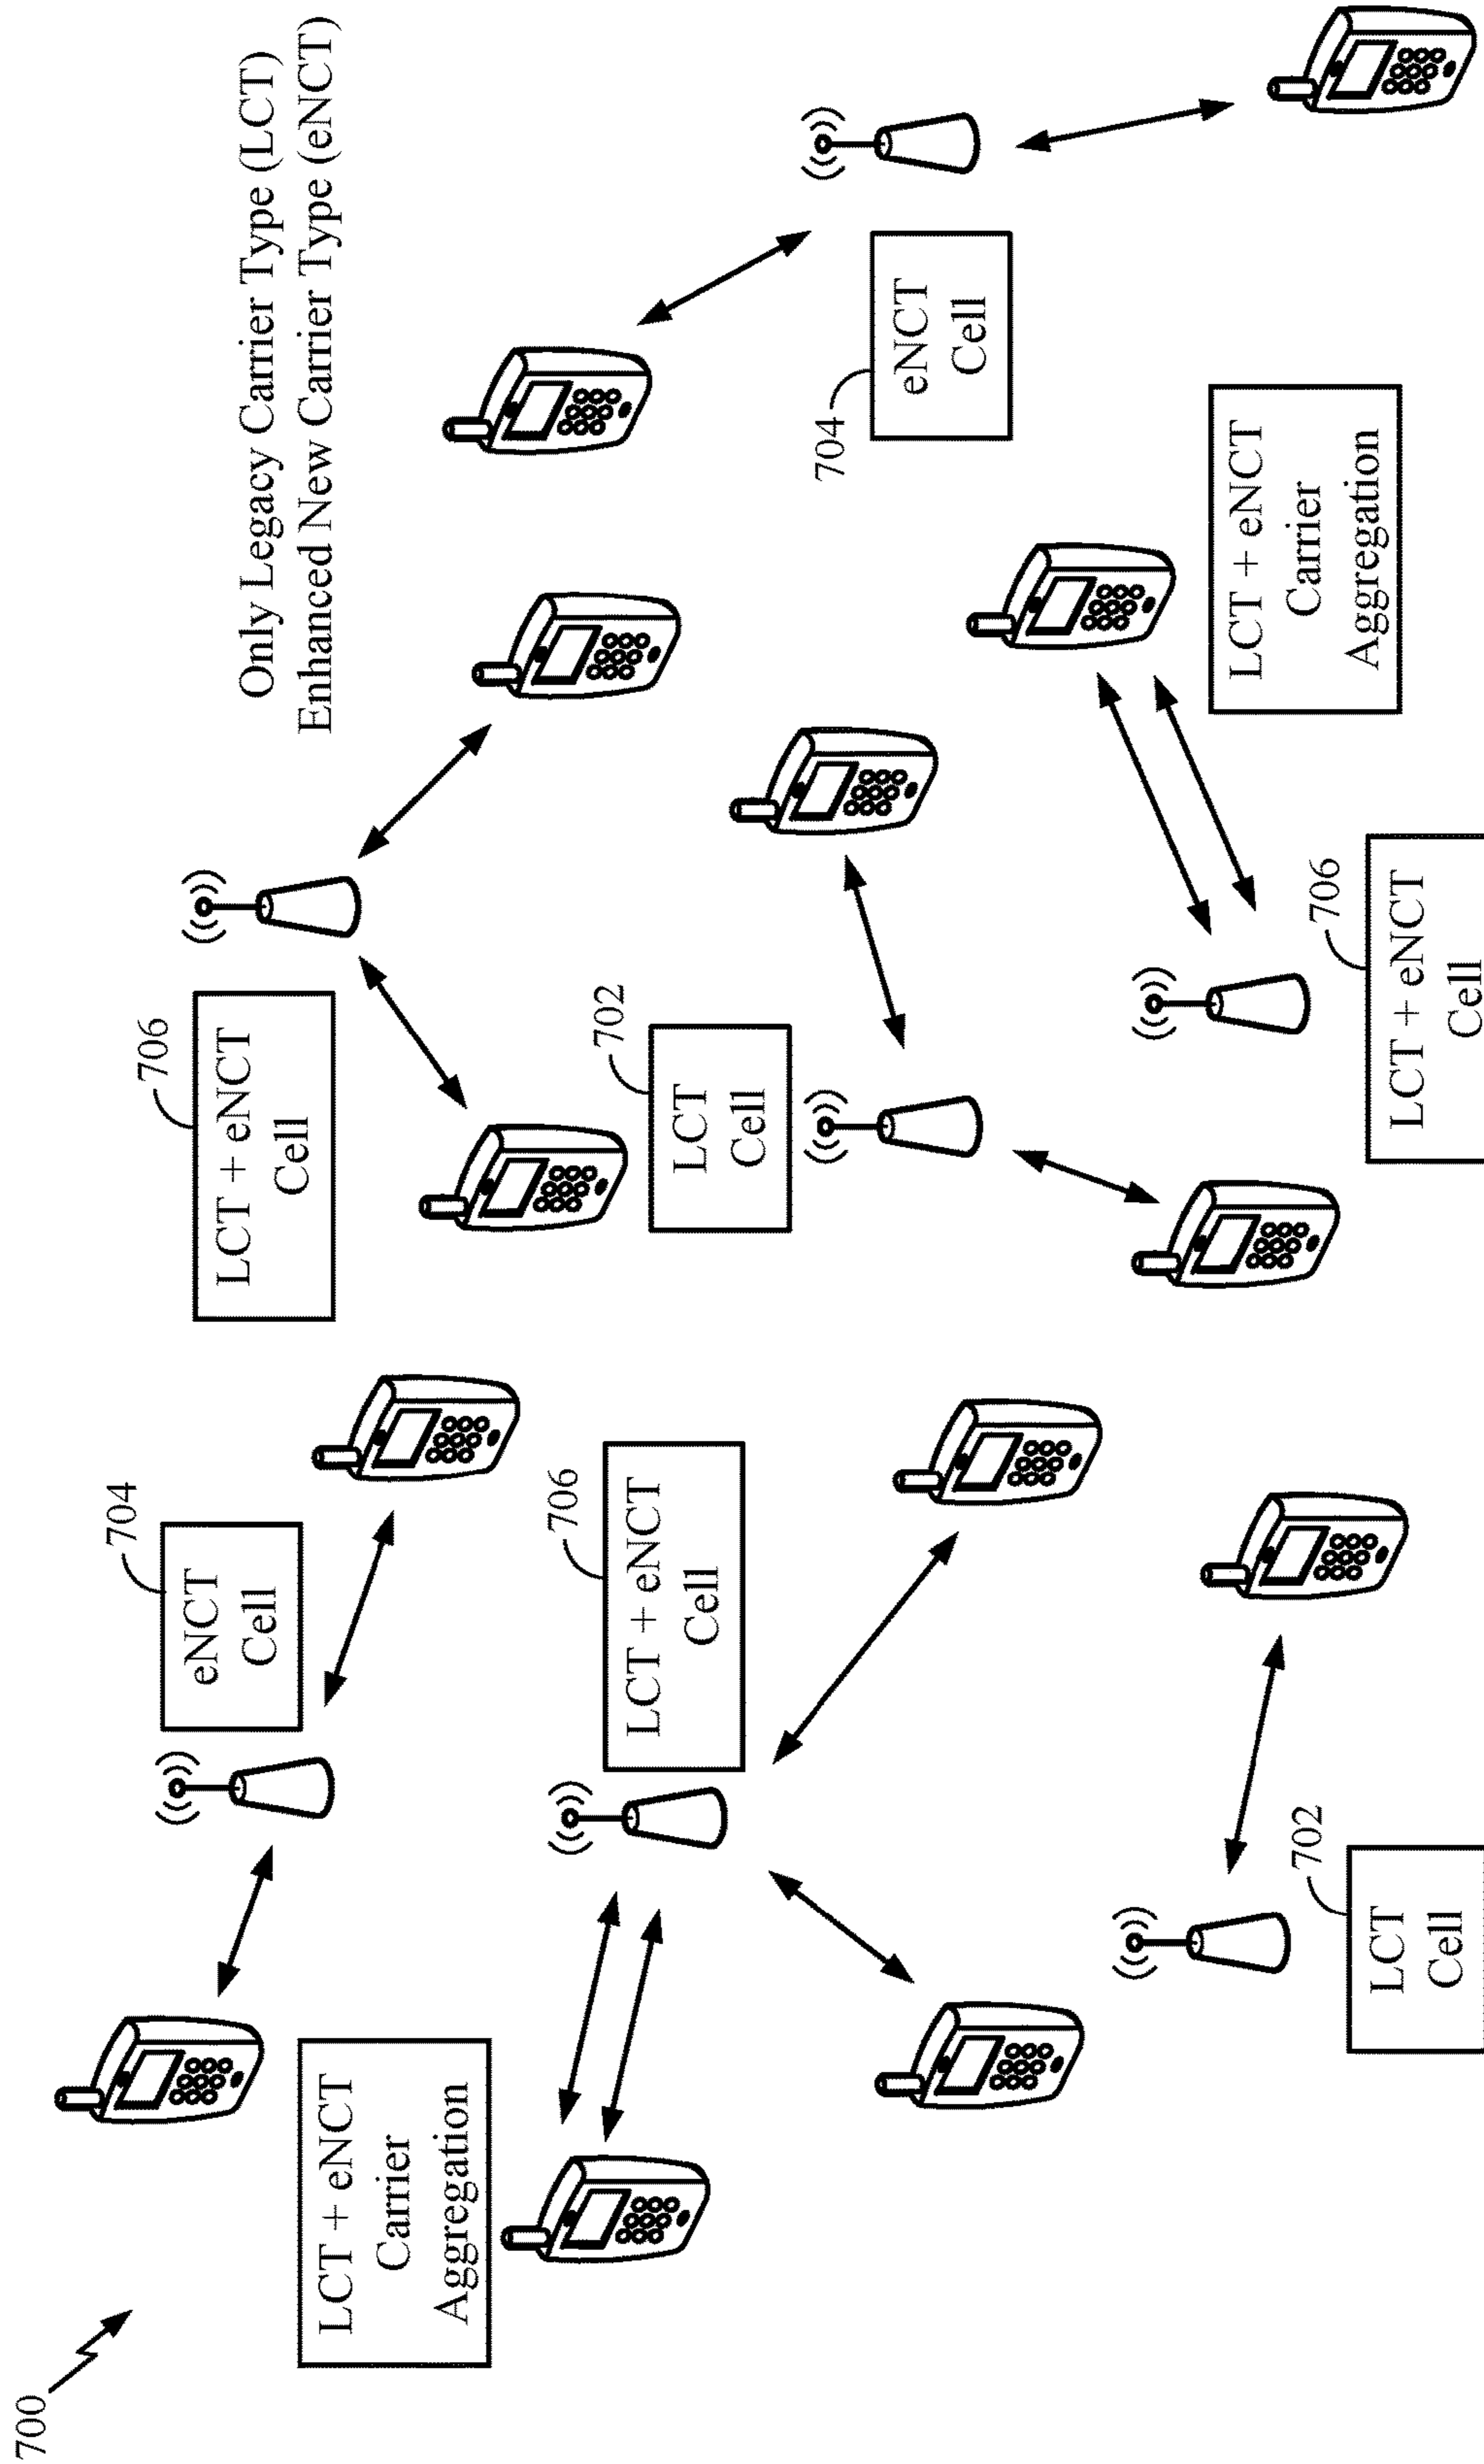 700
Only Legacy Carrier Type (LCT)
Enhanced New Carrier Type (eNCT)
704
eNCT
Cell
706
LCT + eNCT
Cell
LCT + eNCT
Carrier
Aggregation
706
LCT + eNCT
Cell
702
LCT
Cell
704
eNCT
Cell
702
LCT
Cell
706
LCT + eNCT
Cell
LCT + eNCT
Carrier
Aggregation